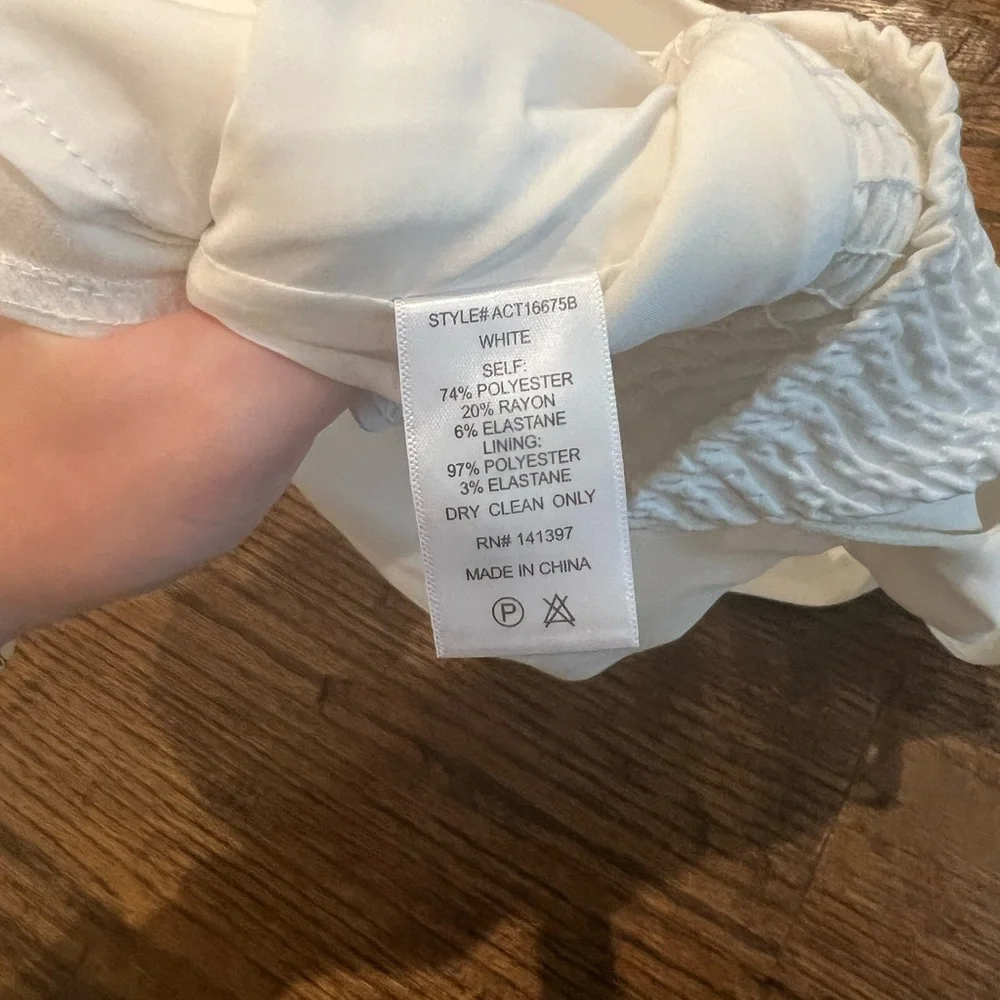 STYLE# ACT16675B
WHITE
SELF:
74% POLYESTER
20% RAYON
6% ELASTANE
LINING:
97% POLYESTER
3% ELASTANE
DRY CLEAN ONLY
RN# 141397
MADE IN CHINA
P